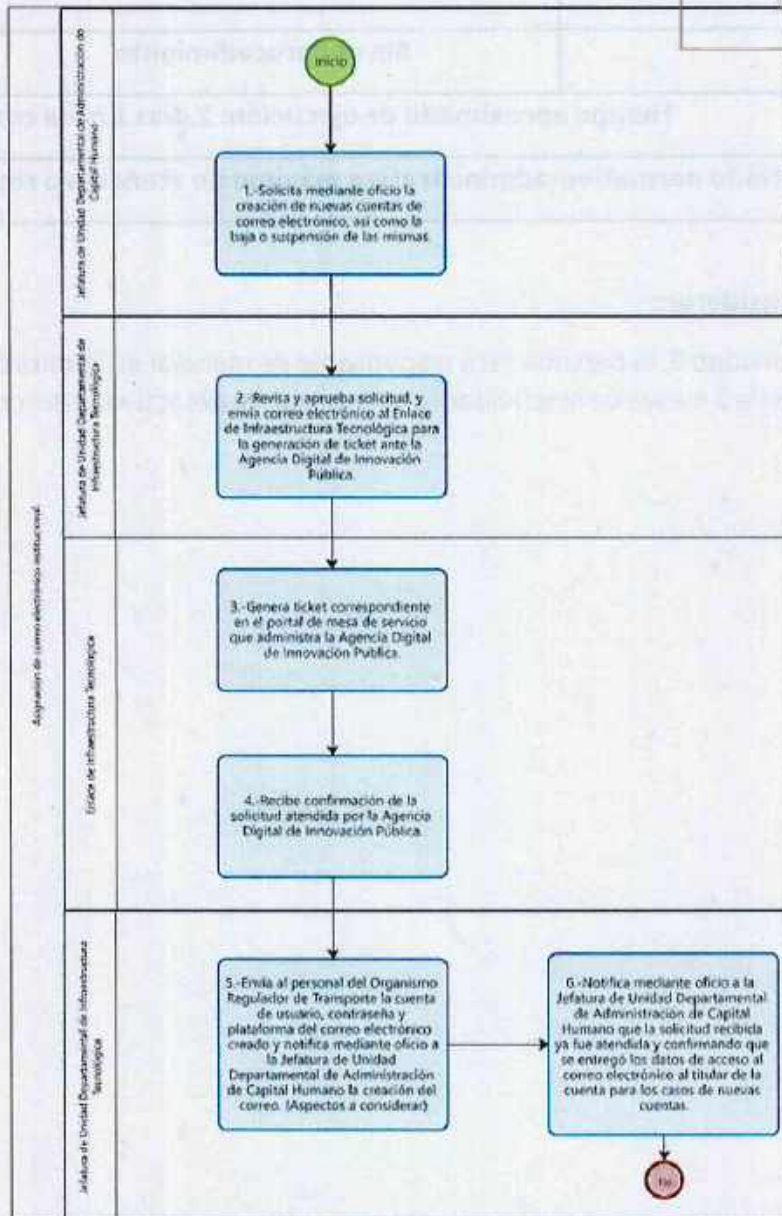 Asignación de correo electrónico institucional
Jefatura de Unidad Departamental de Administración de
Capital Humano
Inicio
1.-Solicita mediante oficio la
creación de nuevas cuentas de
correo electrónico, así como la
baja o suspensión de las mismas.
Jefatura de Unidad Departamental de
Infraestructura Tecnológica
2.-Revisa y aprueba solicitud, y
envía correo electrónico al Enlace
de Infraestructura Tecnológica para
la generación de ticket ante la
Agencia Digital de Innovación
Pública.
Enlace de Infraestructura Tecnológica
3.-Genera ticket correspondiente
en el portal de mesa de servicio
que administra la Agencia Digital
de Innovación Pública.
4.-Recibe confirmación de la
solicitud atendida por la Agencia
Digital de Innovación Pública.
Jefatura de Unidad Departamental de Infraestructura
Tecnológica
5.-Envía al personal del Organismo
Regulador de Transporte la cuenta
de usuario, contraseña y
plataforma del correo electrónico
creado y notifica mediante oficio a
la Jefatura de Unidad
Departamental de Administración
de Capital Humano la creación del
correo. (Aspectos a considerar)
6.-Notifica mediante oficio a la
Jefatura de Unidad Departamental
de Administración de Capital
Humano que la solicitud recibida
ya fue atendida y confirmando que
se entregó los datos de acceso al
correo electrónico al titular de la
cuenta para los casos de nuevas
cuentas.
Fin